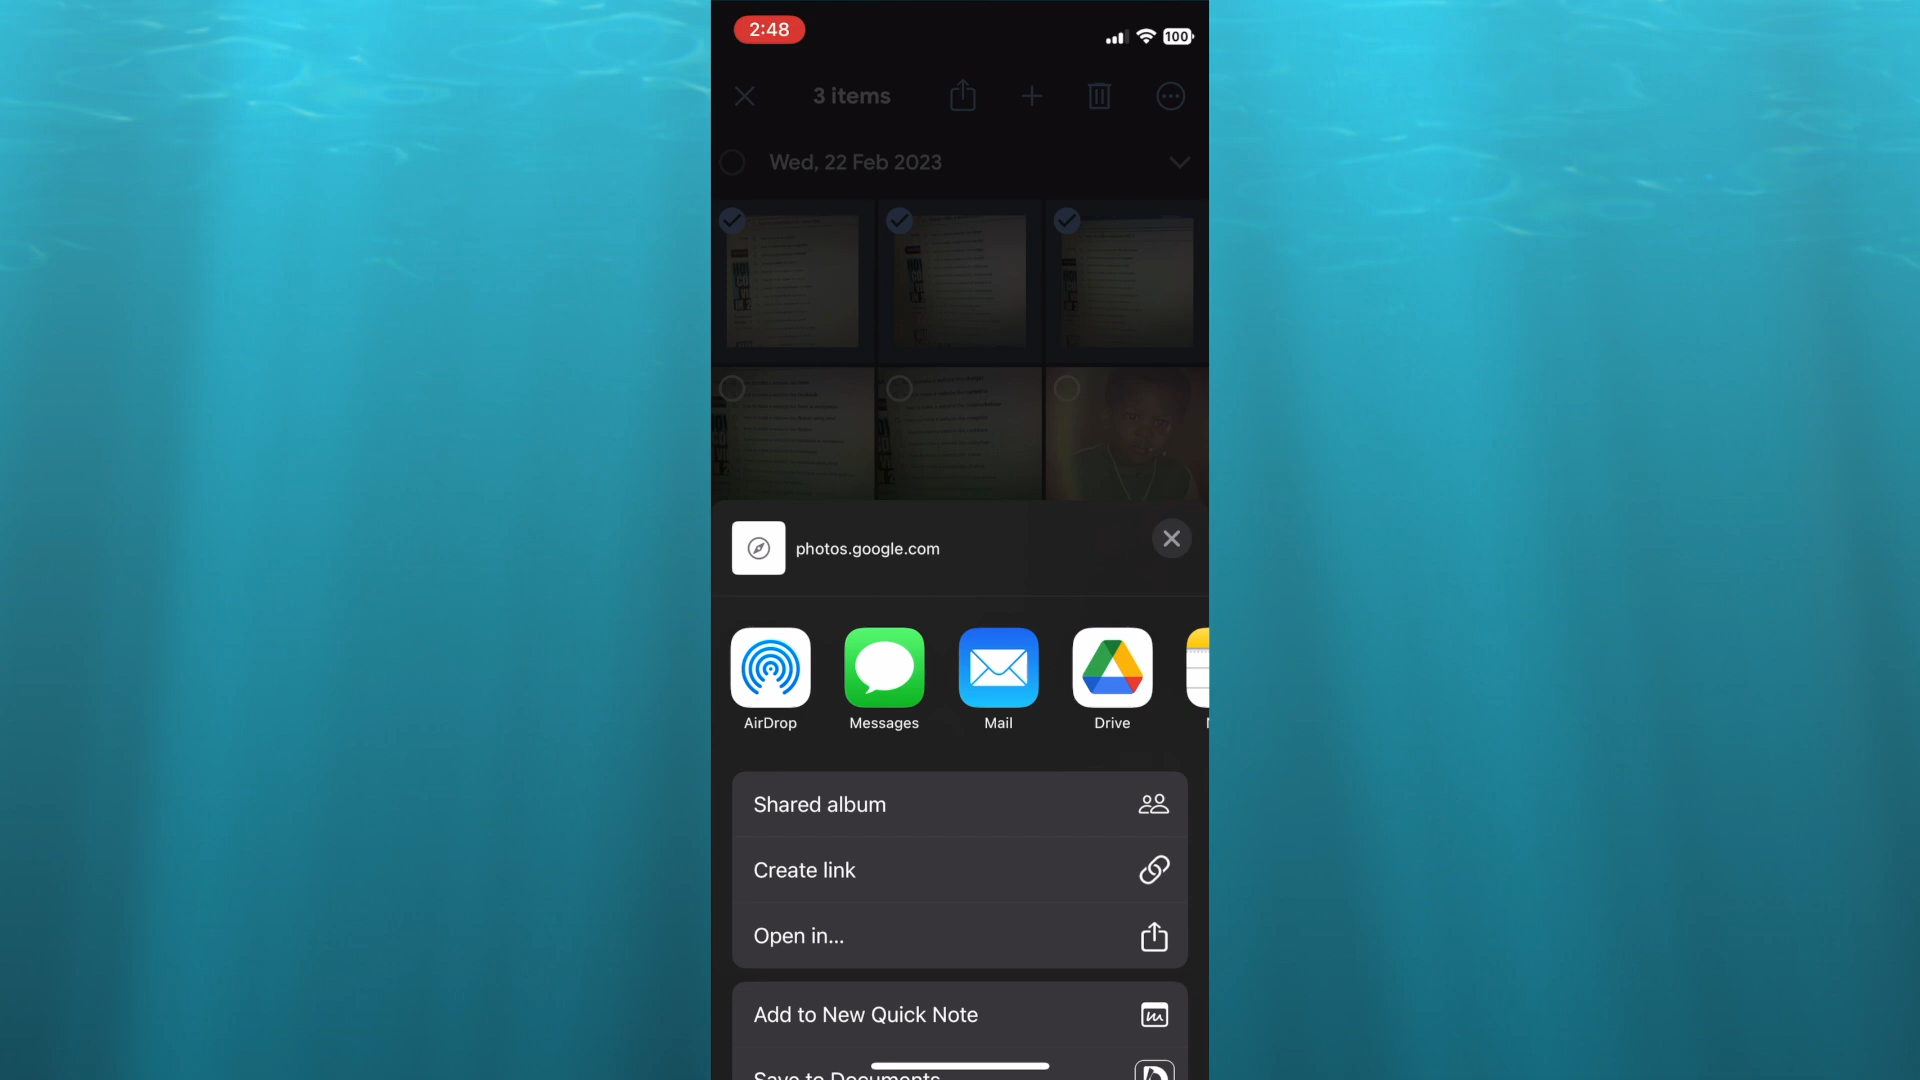 2:48
100
3 items
Wed, 22 Feb 2023
photos.google.com
AirDrop
Messages
Mail
Drive
Shared album
Create link
Open in...
Add to New Quick Note
Save to Documents